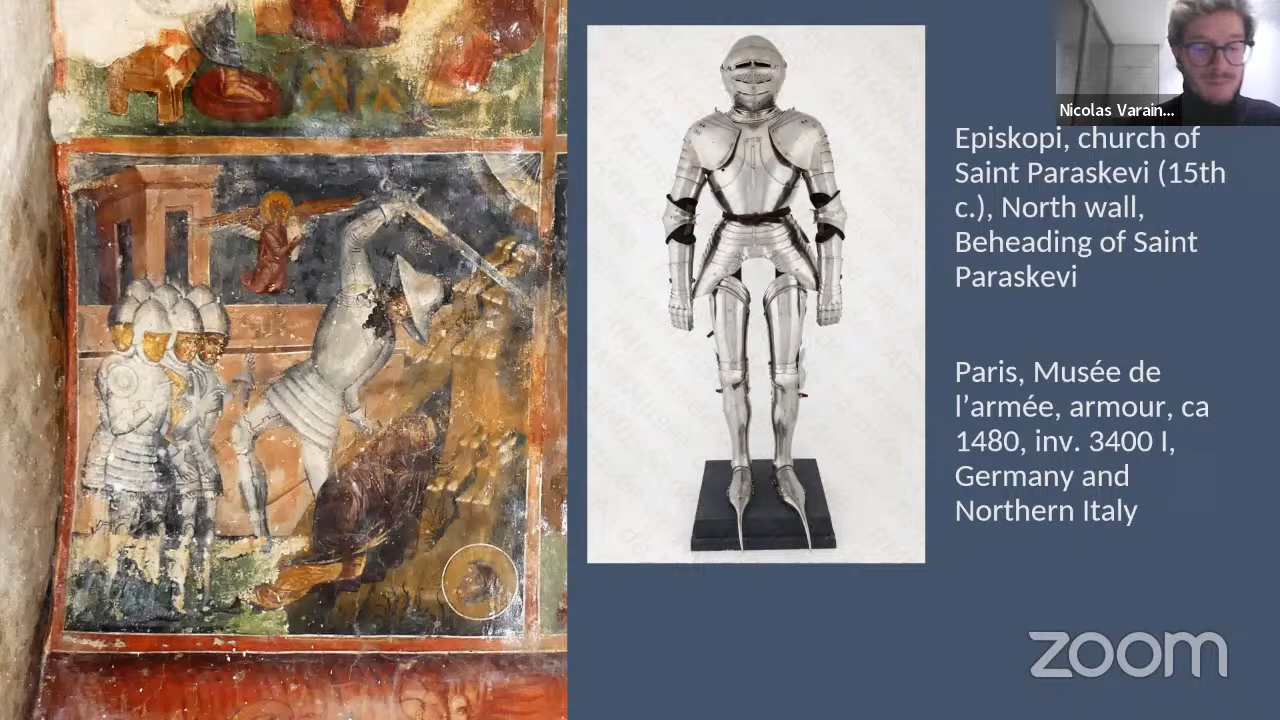 Nicolas Varain...
Episkopi, church of
Saint Paraskevi (15th
c.), North wall,
Beheading of Saint
Paraskevi
Paris, Musée de
l’armée, armour, ca
1480, inv. 3400 I,
Germany and
Northern Italy
zoom